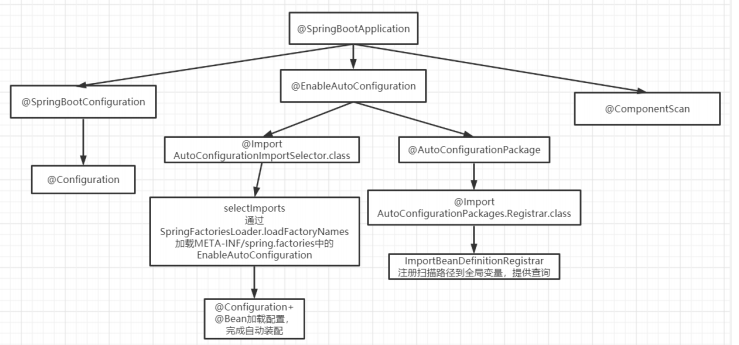 @SpringBootApplication
@SpringBootConfiguration
@EnableAutoConfiguration
@ComponentScan
@Configuration
@Import
AutoConfigurationImportSelector.class
@AutoConfigurationPackage
selectImports
通过
SpringFactoriesLoader.loadFactoryNames
加载META-INF/spring.factories中的
EnableAutoConfiguration
@Import
AutoConfigurationPackages.Registrar.class
ImportBeanDefinitionRegistrar
注册扫描路径到全局变量，提供查询
@Configuration+
@Bean加载配置，
完成自动装配